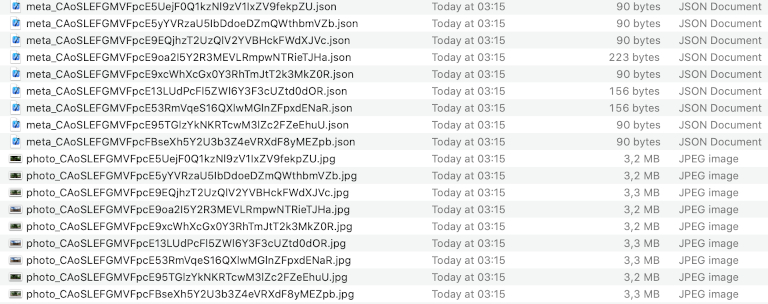 meta_CAoSLEFGMVFpcE5UejF0Q1kzNl9zV1lxZV9fekpZU.json Today at 03:15 90 bytes JSON Document
meta_CAoSLEFGMVFpcE5yYVRzaU5IbDdoeDZmQWthbmVZb.json Today at 03:15 90 bytes JSON Document
meta_CAoSLEFGMVFpcE9EQjhzT2UzQlV2YVBHckFWdXJVc.json Today at 03:15 90 bytes JSON Document
meta_CAoSLEFGMVFpcE9oa2I5Y2R3MEVLRmpwNTRieTJHa.json Today at 03:15 223 bytes JSON Document
meta_CAoSLEFGMVFpcE9xcWhXcGx0Y3RhTmJtT2k3MkZ0R.json Today at 03:15 90 bytes JSON Document
meta_CAoSLEFGMVFpcE13LUdPcFl5ZWl6Y3F3cUZtd0dOR.json Today at 03:15 156 bytes JSON Document
meta_CAoSLEFGMVFpcE53RmVqeS16QXlwMGlnZFpxdENaR.json Today at 03:15 156 bytes JSON Document
meta_CAoSLEFGMVFpcE95TGlzYkNKRTcwM3lZc2FZeEhuU.json Today at 03:15 90 bytes JSON Document
meta_CAoSLEFGMVFpcFBseXh5Y2U3b3Z4eVRXdF8yMEZpb.json Today at 03:15 90 bytes JSON Document
photo_CAoSLEFGMVFpcE5UejF0Q1kzNl9zV1lxZV9fekpZU.jpg Today at 03:15 3,2 MB JPEG image
photo_CAoSLEFGMVFpcE5yYVRzaU5IbDdoeDZmQWthbmVZb.jpg Today at 03:15 3,2 MB JPEG image
photo_CAoSLEFGMVFpcE9EQjhzT2UzQlV2YVBHckFWdXJVc.jpg Today at 03:15 3,3 MB JPEG image
photo_CAoSLEFGMVFpcE9oa2I5Y2R3MEVLRmpwNTRieTJHa.jpg Today at 03:15 3,2 MB JPEG image
photo_CAoSLEFGMVFpcE9xcWhXcGx0Y3RhTmJtT2k3MkZ0R.jpg Today at 03:15 3,2 MB JPEG image
photo_CAoSLEFGMVFpcE13LUdPcFl5ZWl6Y3F3cUZtd0dOR.jpg Today at 03:15 3,3 MB JPEG image
photo_CAoSLEFGMVFpcE53RmVqeS16QXlwMGlnZFpxdENaR.jpg Today at 03:15 3,3 MB JPEG image
photo_CAoSLEFGMVFpcE95TGlzYkNKRTcwM3lZc2FZeEhuU.jpg Today at 03:15 3,2 MB JPEG image
photo_CAoSLEFGMVFpcFBseXh5Y2U3b3Z4eVRXdF8yMEZpb.jpg Today at 03:15 3,3 MB JPEG image